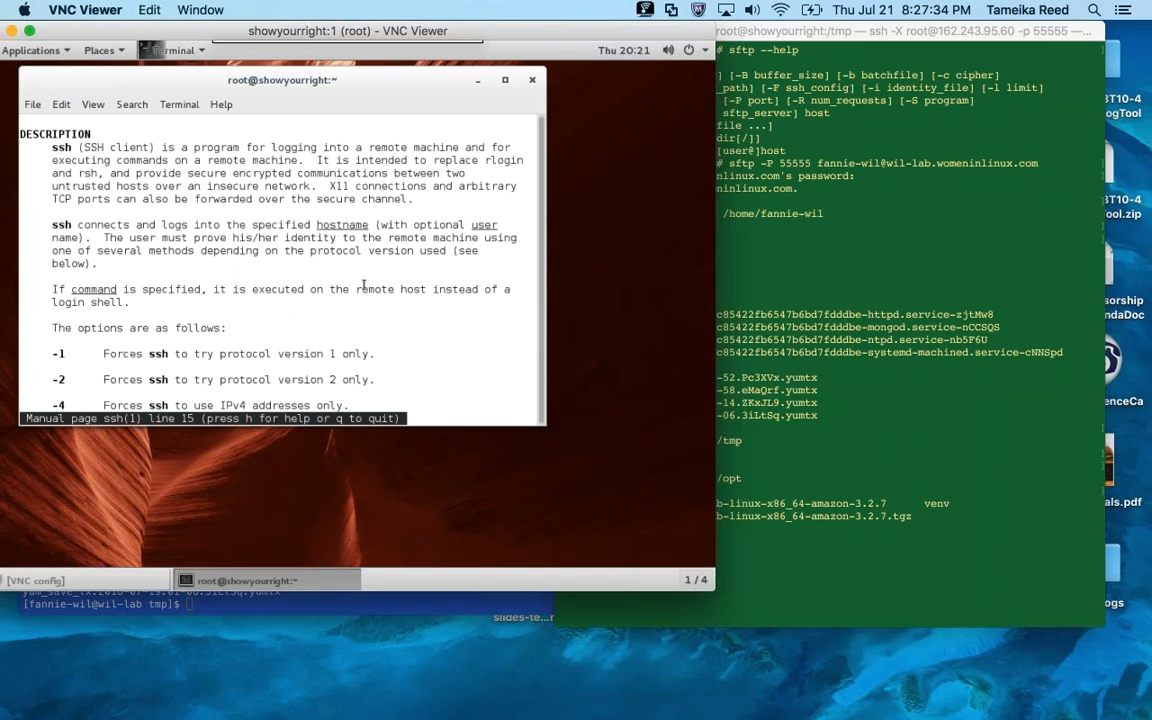 VNC Viewer Edit Window
Thu Jul 21 8:27:34 PM Tameika Reed
showyourright:1 (root) - VNC Viewer
Applications Places Terminal Thu 20:21
root@showyourright:~
File Edit View Search Terminal Help
DESCRIPTION
ssh (SSH client) is a program for logging into a remote machine and for
executing commands on a remote machine. It is intended to replace rlogin
and rsh, and provide secure encrypted communications between two
untrusted hosts over an insecure network. X11 connections and arbitrary
TCP ports can also be forwarded over the secure channel.
ssh connects and logs into the specified hostname (with optional user
name). The user must prove his/her identity to the remote machine using
one of several methods depending on the protocol version used (see
below).
If command is specified, it is executed on the remote host instead of a
login shell.
The options are as follows:
-1 Forces ssh to try protocol version 1 only.
-2 Forces ssh to try protocol version 2 only.
-4 Forces ssh to use IPv4 addresses only.
Manual page ssh(1) line 15 (press h for help or q to quit)
[VNC config] root@showyourright:~ 1 / 4
[fannie-wil@wil-lab tmp]$
slides-te...n
root@showyourright:/tmp — ssh -X root@162.243.95.60 -p 55555 —...
# sftp --help
] [-B buffer_size] [-b batchfile] [-c cipher]
_path] [-F ssh_config] [-i identity_file] [-l limit]
[-P port] [-R num_requests] [-S program]
sftp_server] host
file ...]
dir[/]]
[user@]host
# sftp -P 55555 fannie-wil@wil-lab.womeninlinux.com
nlinux.com's password:
ninlinux.com.
/home/fannie-wil
c85422fb6547b6bd7fdddbe-httpd.service-zjtMw8
c85422fb6547b6bd7fdddbe-mongod.service-nCCSQS
c85422fb6547b6bd7fdddbe-ntpd.service-nb5F6U
c85422fb6547b6bd7fdddbe-systemd-machined.service-cNNSpd
-52.Pc3XVx.yumtx
-58.eMaQrf.yumtx
-14.ZKxJL9.yumtx
-06.3iLtSq.yumtx
/tmp
/opt
b-linux-x86_64-amazon-3.2.7 venv
b-linux-x86_64-amazon-3.2.7.tgz
3T10-4
ogTool
3T10-4
Tool.zip
sorship
ndaDoc
enceCa
als.pdf
ogs